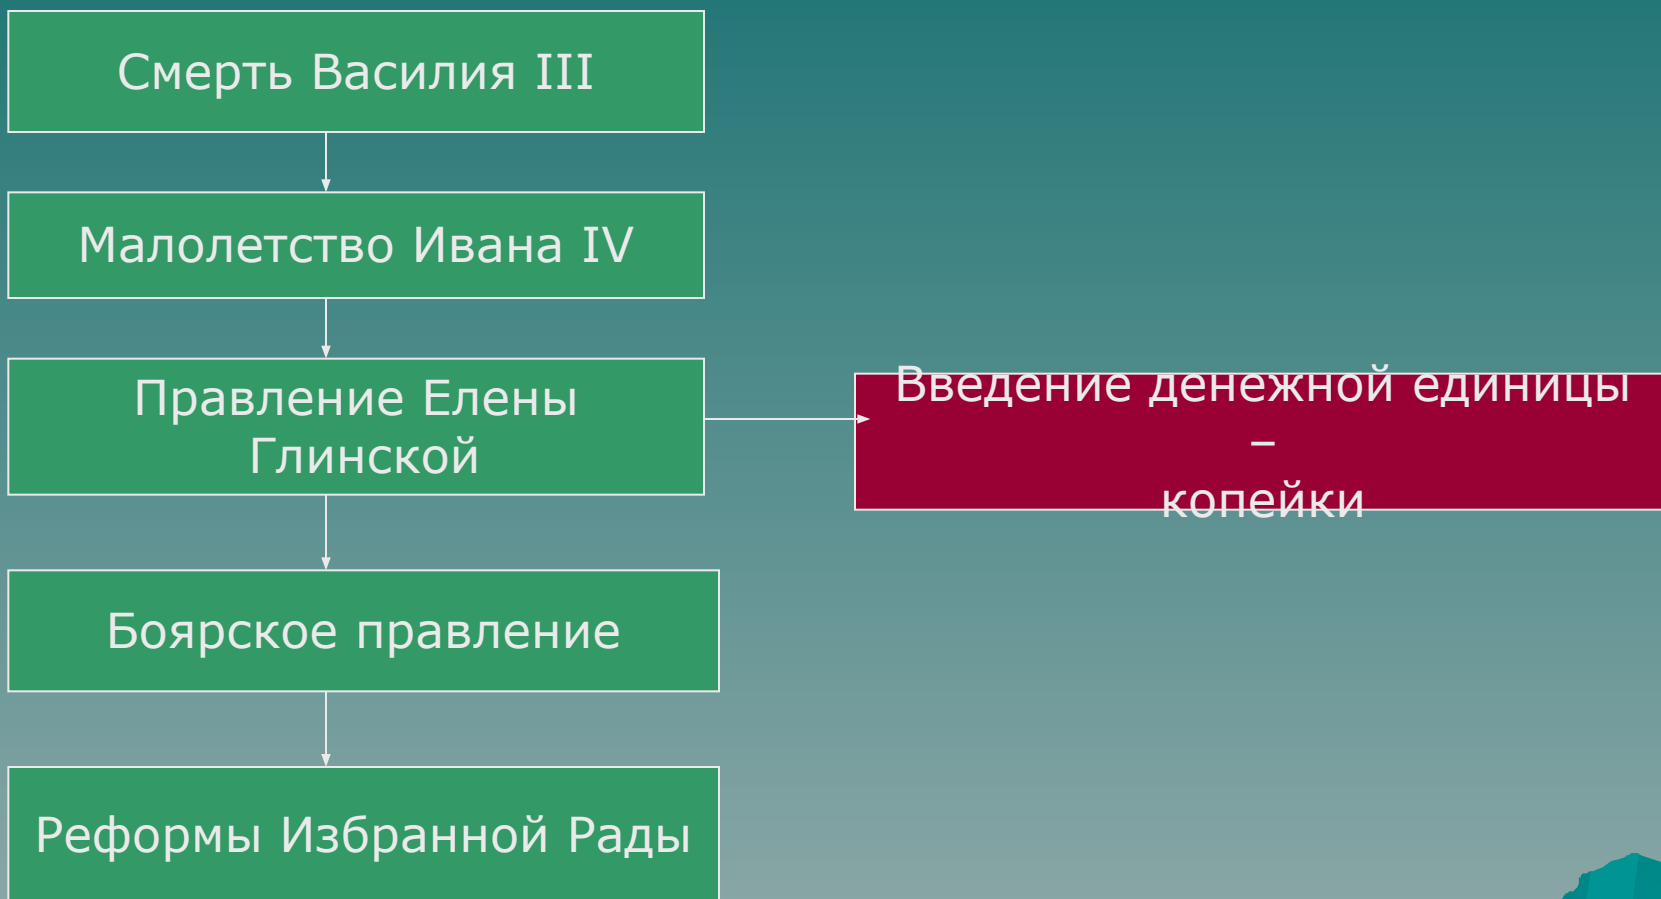 Смерть Василия III
Малолетство Ивана IV
Правление Елены
Глинской
Введение денежной единицы
–
копейки
Боярское правление
Реформы Избранной Рады